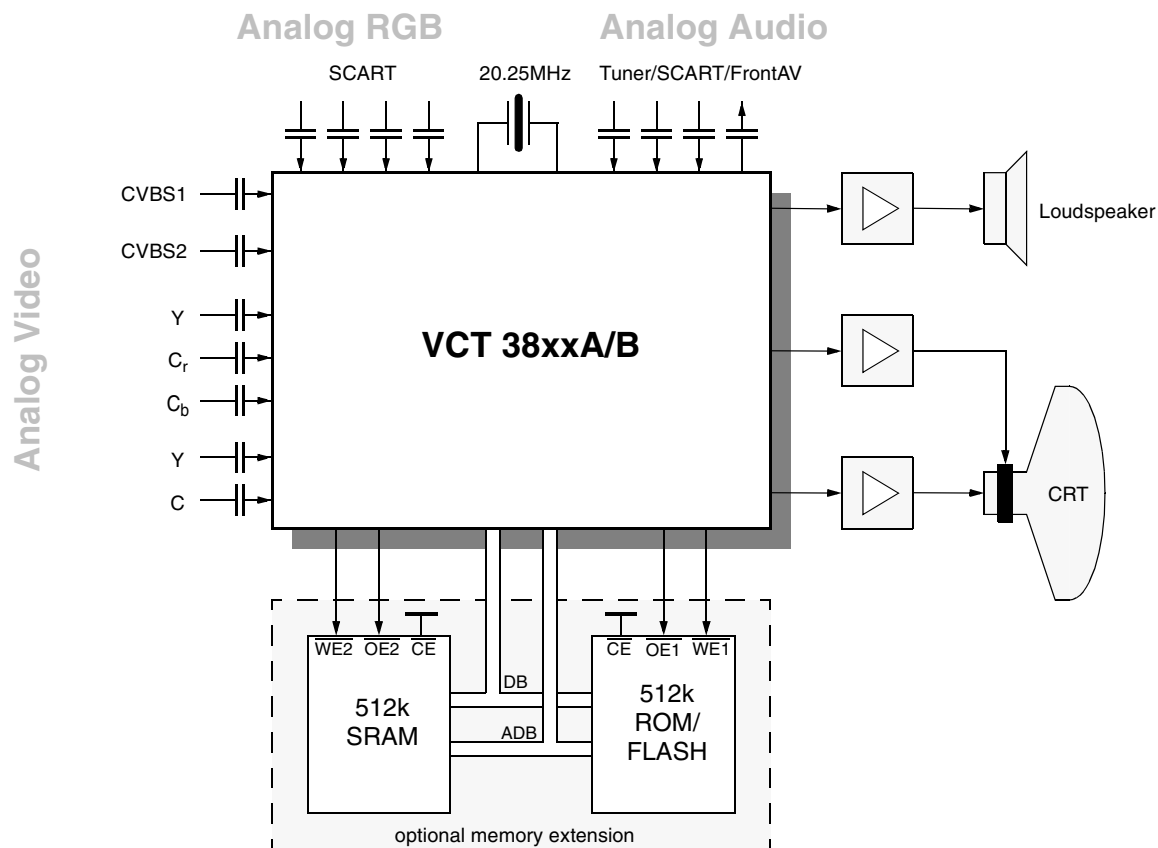 Analog RGB
Analog Audio
SCART
20.25MHz
Tuner/SCART/FrontAV
Analog Video
CVBS1
CVBS2
Y
Cr
Cb
Y
C
VCT 38xxA/B
Loudspeaker
CRT
WE2 OE2 CE
CE OE1 WE1
512k
SRAM
DB
ADB
512k
ROM/
FLASH
optional memory extension